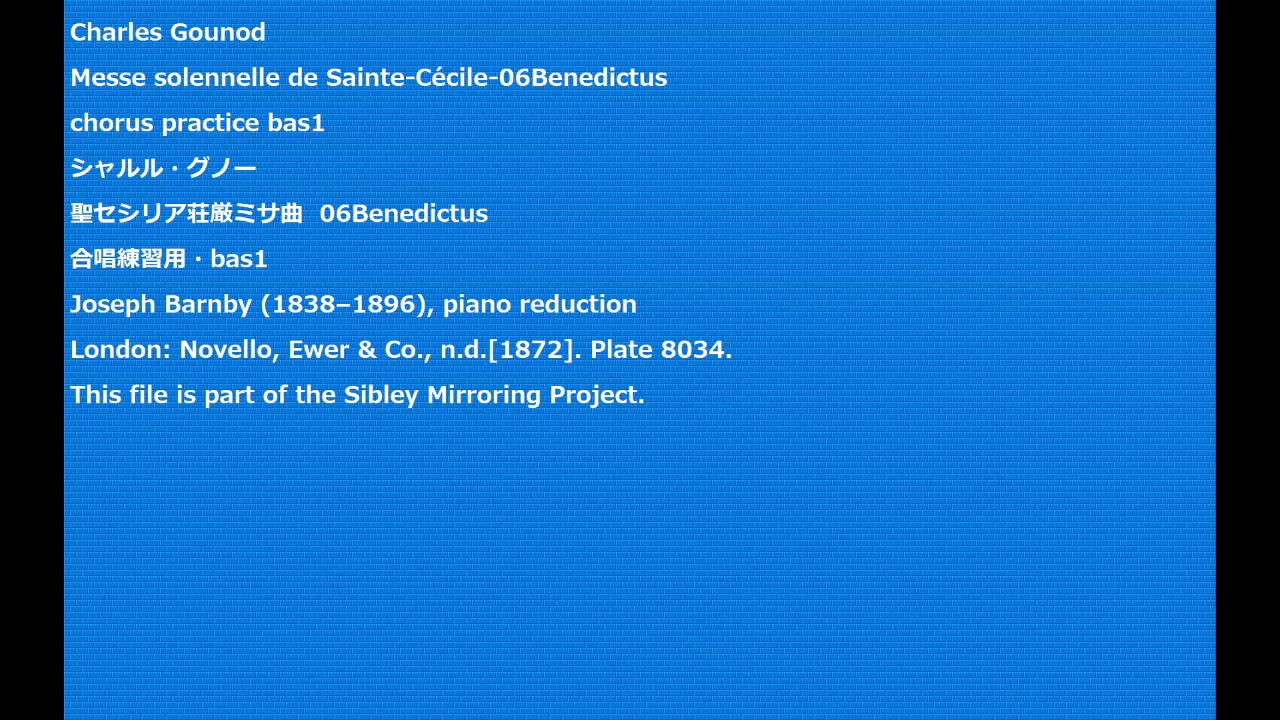 Charles Gounod
Messe solennelle de Sainte-Cécile-06Benedictus
chorus practice bas1
シャルル・グノー
聖セシリア荘厳ミサ曲  06Benedictus
合唱練習用・bas1
Joseph Barnby (1838–1896), piano reduction
London: Novello, Ewer & Co., n.d.[1872]. Plate 8034.
This file is part of the Sibley Mirroring Project.